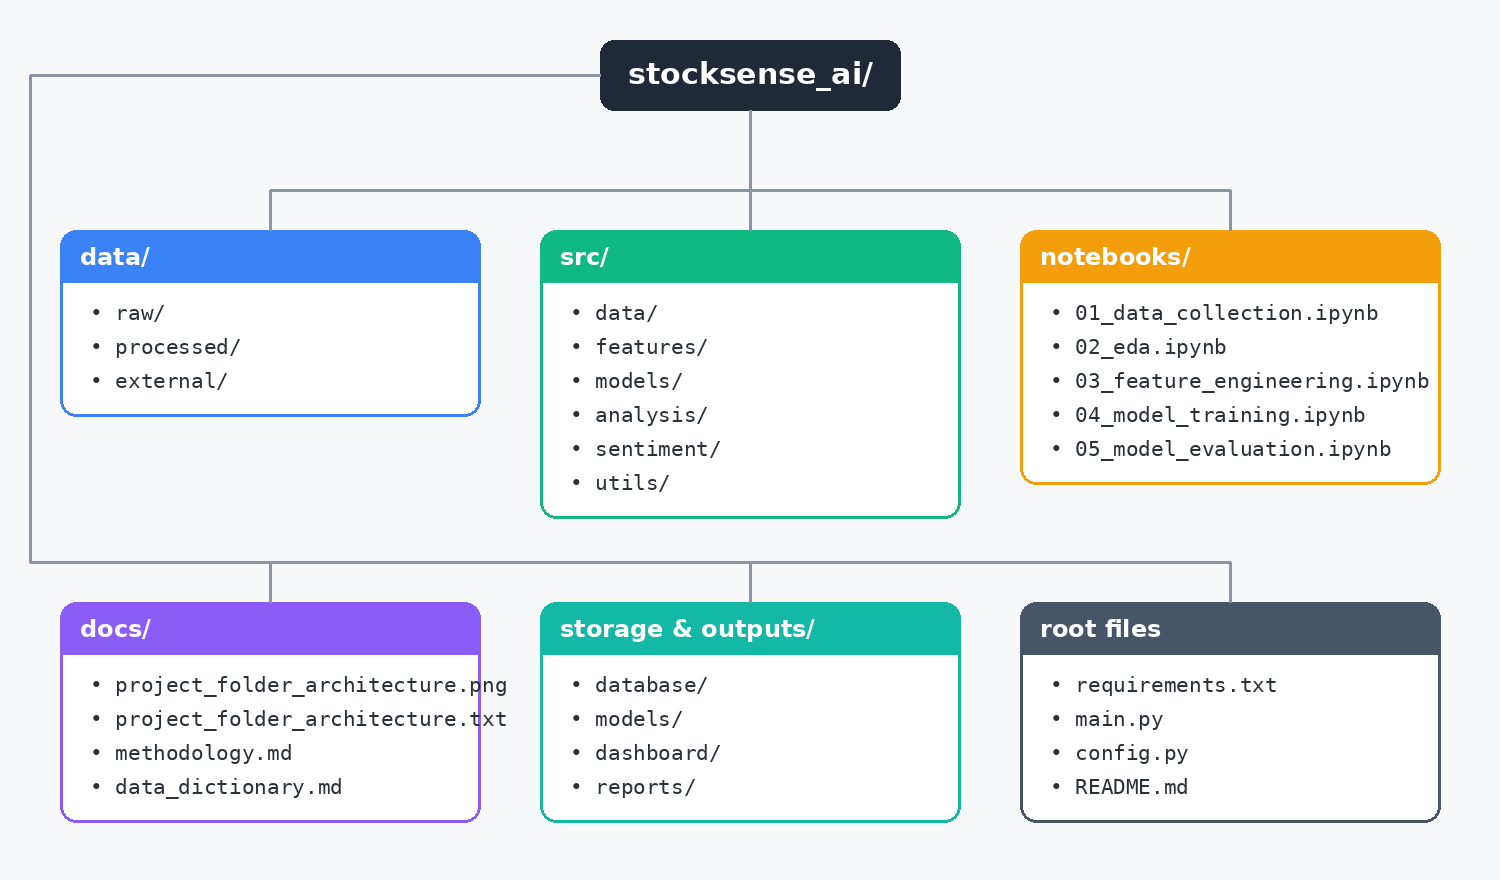 stocksense_ai/
data/
• raw/
• processed/
• external/
src/
• data/
• features/
• models/
• analysis/
• sentiment/
• utils/
notebooks/
• 01_data_collection.ipynb
• 02_eda.ipynb
• 03_feature_engineering.ipynb
• 04_model_training.ipynb
• 05_model_evaluation.ipynb
docs/
• project_folder_architecture.png
• project_folder_architecture.txt
• methodology.md
• data_dictionary.md
storage & outputs/
• database/
• models/
• dashboard/
• reports/
root files
• requirements.txt
• main.py
• config.py
• README.md